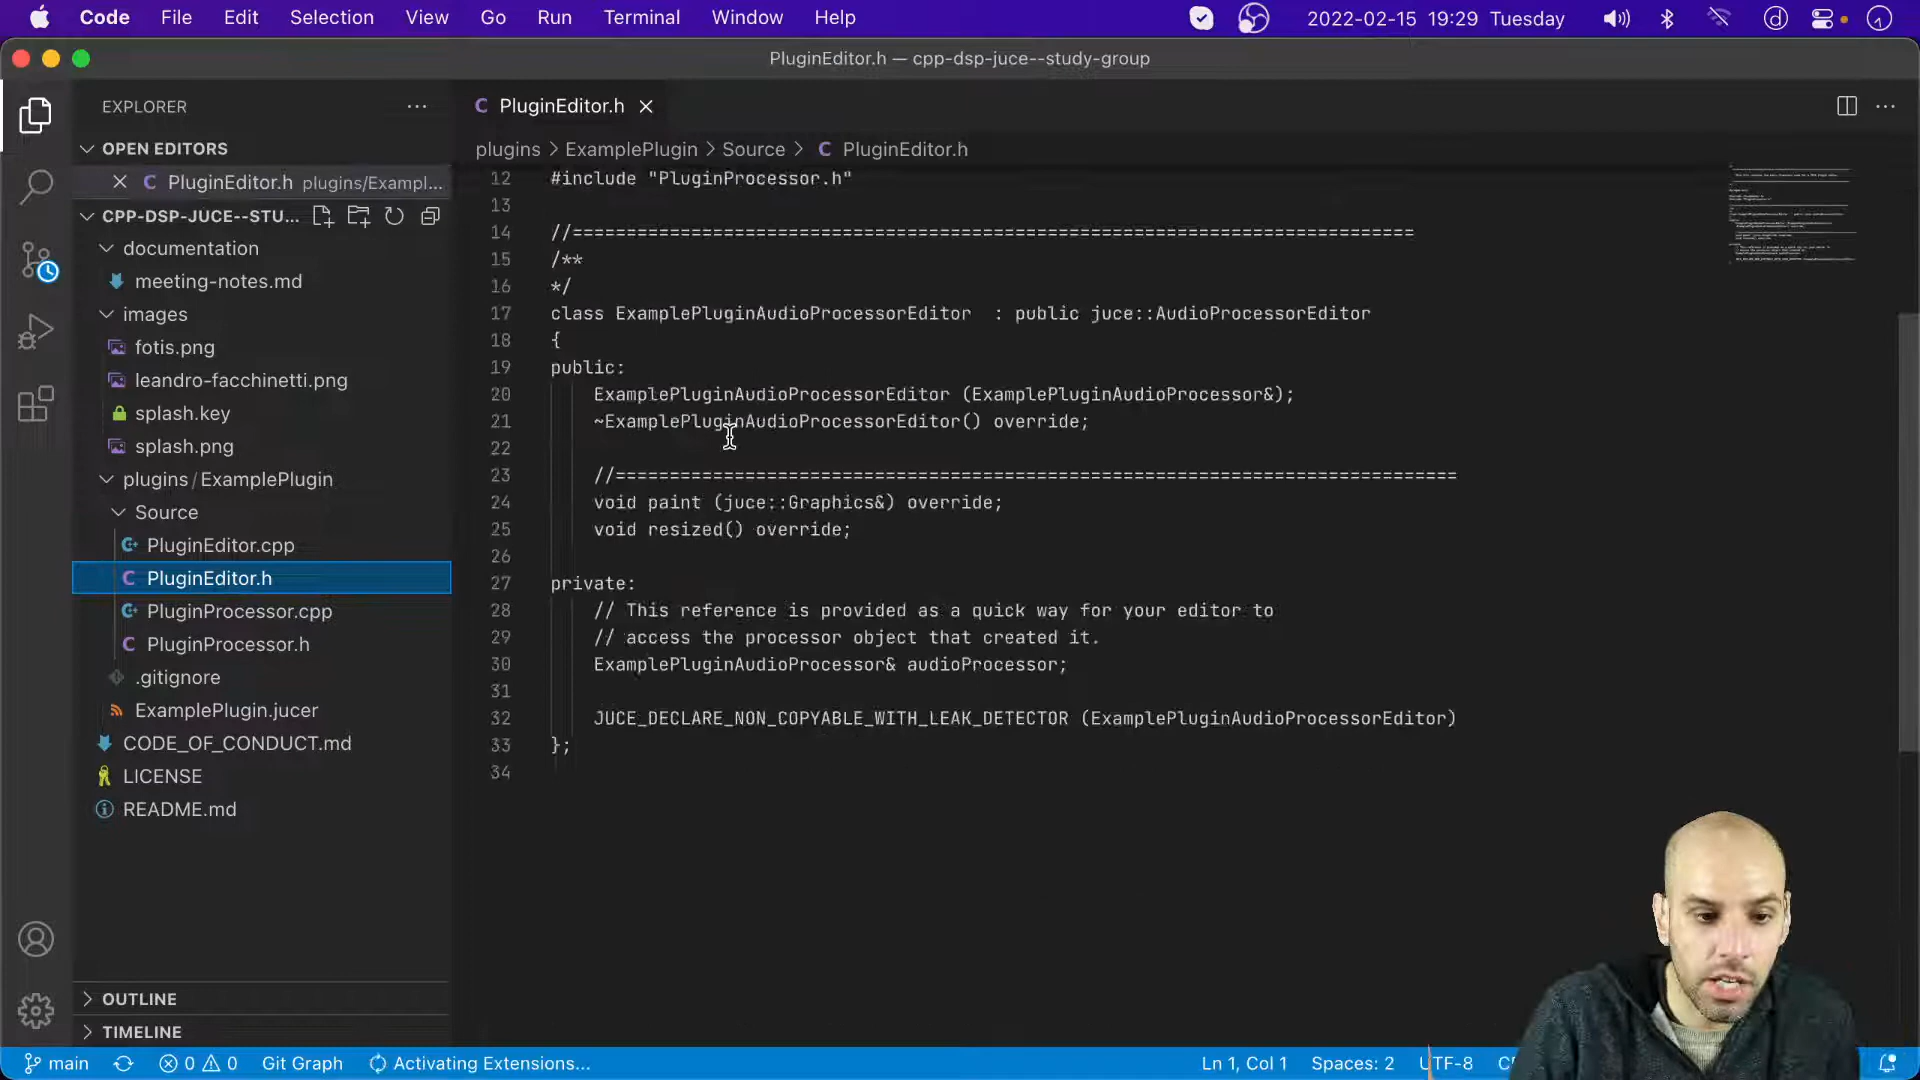 Code File Edit Selection View Go Run Terminal Window Help 2022-02-15 19:29 Tuesday
PluginEditor.h — cpp-dsp-juce--study-group
EXPLORER
PluginEditor.h
OPEN EDITORS
plugins > ExamplePlugin > Source > C PluginEditor.h
PluginEditor.h plugins/Exampl...
CPP-DSP-JUCE--STU...
documentation
meeting-notes.md
images
fotis.png
leandro-facchinetti.png
splash.key
splash.png
plugins / ExamplePlugin
Source
PluginEditor.cpp
PluginEditor.h
PluginProcessor.cpp
PluginProcessor.h
.gitignore
ExamplePlugin.jucer
CODE_OF_CONDUCT.md
LICENSE
README.md
OUTLINE
TIMELINE
12 #include "PluginProcessor.h"
13
14 //==============================================================================
15 /**
16 */
17 class ExamplePluginAudioProcessorEditor  : public juce::AudioProcessorEditor
18 {
19 public:
20     ExamplePluginAudioProcessorEditor (ExamplePluginAudioProcessor&);
21     ~ExamplePluginAudioProcessorEditor() override;
22
23     //==============================================================================
24     void paint (juce::Graphics&) override;
25     void resized() override;
26
27 private:
28     // This reference is provided as a quick way for your editor to
29     // access the processor object that created it.
30     ExamplePluginAudioProcessor& audioProcessor;
31
32     JUCE_DECLARE_NON_COPYABLE_WITH_LEAK_DETECTOR (ExamplePluginAudioProcessorEditor)
33 };
34
main 0 0 Git Graph Activating Extensions... Ln 1, Col 1 Spaces: 2 UTF-8